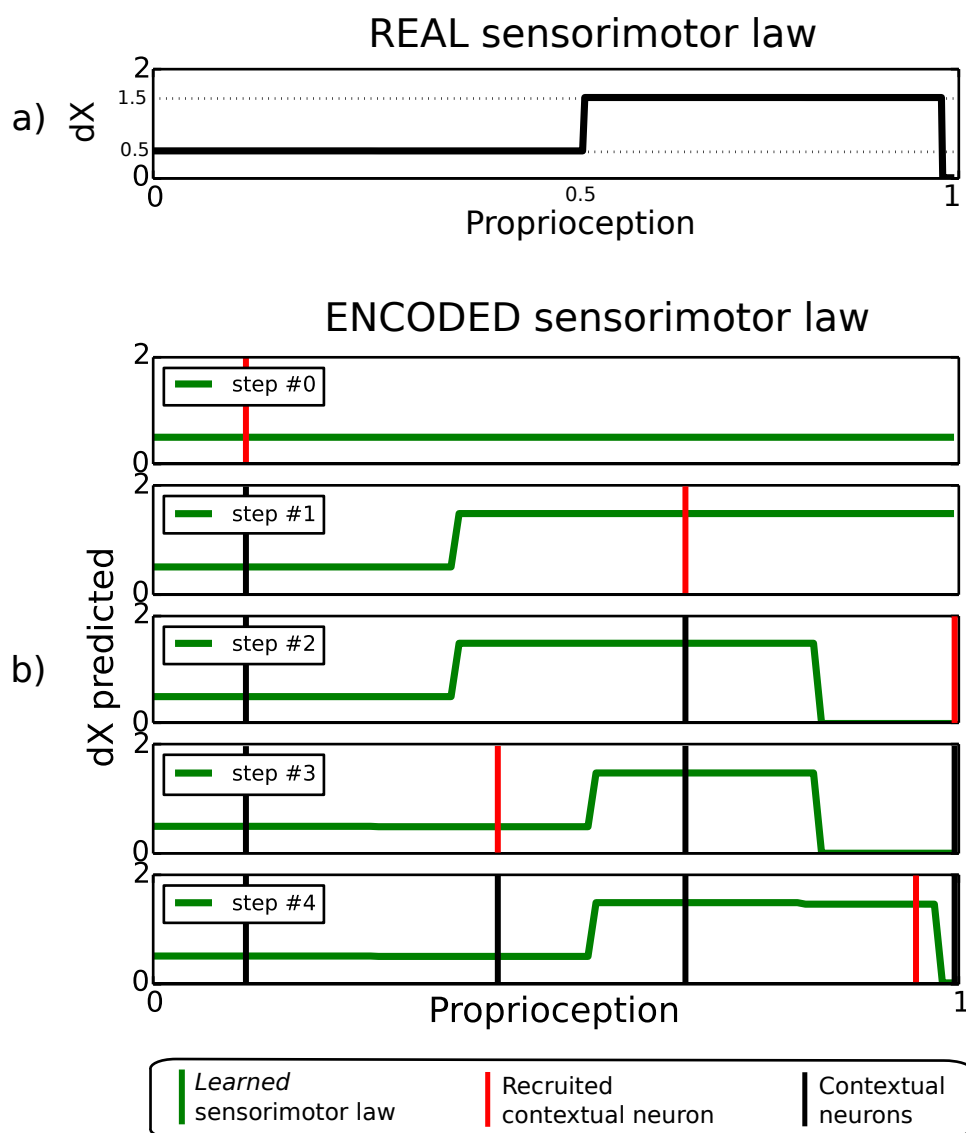 REAL sensorimotor law
a)
dX
2
1.5
0.5
0
0
0.5
1
Proprioception
ENCODED sensorimotor law
b)
dX predicted
2
step #0
0
2
step #1
0
2
step #2
0
2
step #3
0
2
step #4
0
0
1
Proprioception
Learned
sensorimotor law
Recruited
contextual neuron
Contextual
neurons